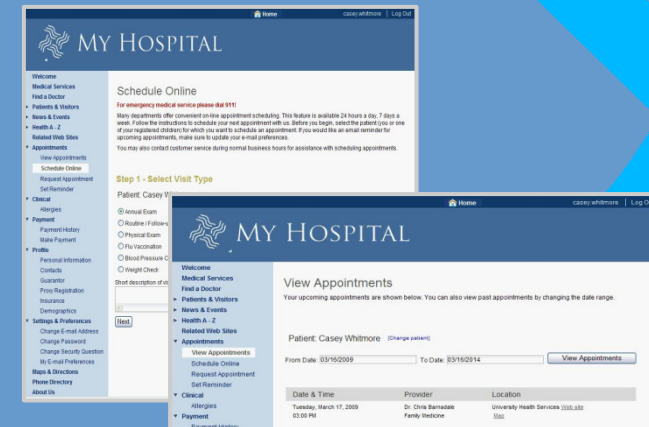 Home casey whitmore | Log Out
MY HOSPITAL
Welcome
Medical Services
Find a Doctor
Patients & Visitors
News & Events
Health A - Z
Related Web Sites
Appointments
View Appointments
Schedule Online
Request Appointment
Set Reminder
Clinical
Allergies
Payment
Payment History
Make Payment
Profile
Personal Information
Contacts
Guarantor
Proxy Registration
Insurance
Demographics
Settings & Preferences
Change E-mail Address
Change Password
Change Security Question
My E-mail Preferences
Maps & Directions
Phone Directory
About Us
Schedule Online
For emergency medical service please dial 911!
Many departments offer convenient on-line appointment scheduling. This feature is available 24 hours a day, 7 days a
week. Follow the instructions to schedule your next appointment with us. Before you begin, select the patient (you or one
of your registered children) for which you want to schedule an appointment. If you would like an email reminder for
upcoming appointments, make sure to update your e-mail preferences.
You may also contact customer service during normal business hours for assistance with scheduling appointments.
Step 1 - Select Visit Type
Patient: Casey
Annual Exam
Routine / Follow-
Physical Exam
Flu Vaccination
Blood Pressure C
Weight Check
Short description of vi
Next
Home casey whitmore | Log
MY HOSPITAL
Welcome
Medical Services
Find a Doctor
Patients & Visitors
News & Events
Health A - Z
Related Web Sites
Appointments
View Appointments
Schedule Online
Request Appointment
Set Reminder
Clinical
Allergies
Payment
Payment History
View Appointments
Your upcoming appointments are shown below. You can also view past appointments by changing the date range.
Patient: Casey Whitmore [Change patient]
From Date: 03/16/2009 To Date: 03/16/2014 View Appointments
Date & Time Provider Location
Tuesday, March 17, 2009 Dr. Chris Barnadale University Health Services Web site
03:00 PM Family Medicine Map